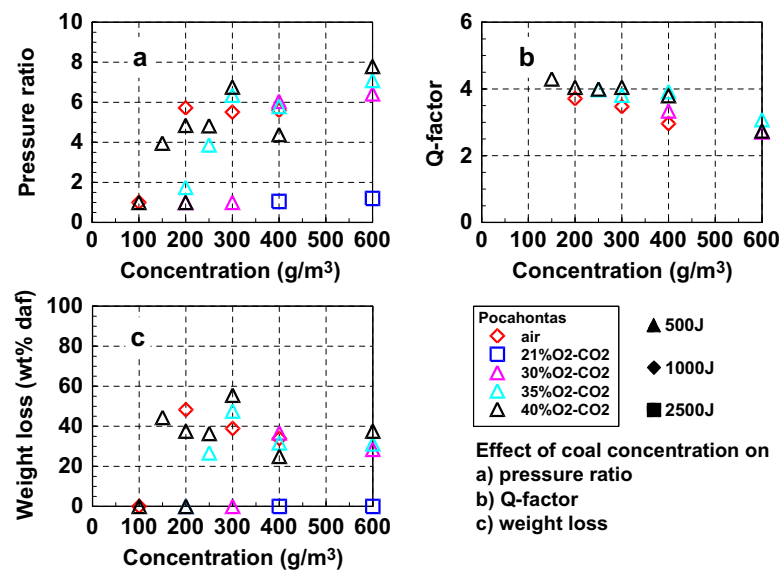 10
8
6
4
2
0
Pressure ratio
a
0 100 200 300 400 500 600
Concentration (g/m³)
6
4
2
0
Q-factor
b
0 100 200 300 400 500 600
Concentration (g/m³)
100
80
60
40
20
0
Weight loss (wt% daf)
c
0 100 200 300 400 500 600
Concentration (g/m³)
Pocahontas
air
21%O2-CO2
30%O2-CO2
35%O2-CO2
40%O2-CO2
500J
1000J
2500J
Effect of coal concentration on
a) pressure ratio
b) Q-factor
c) weight loss